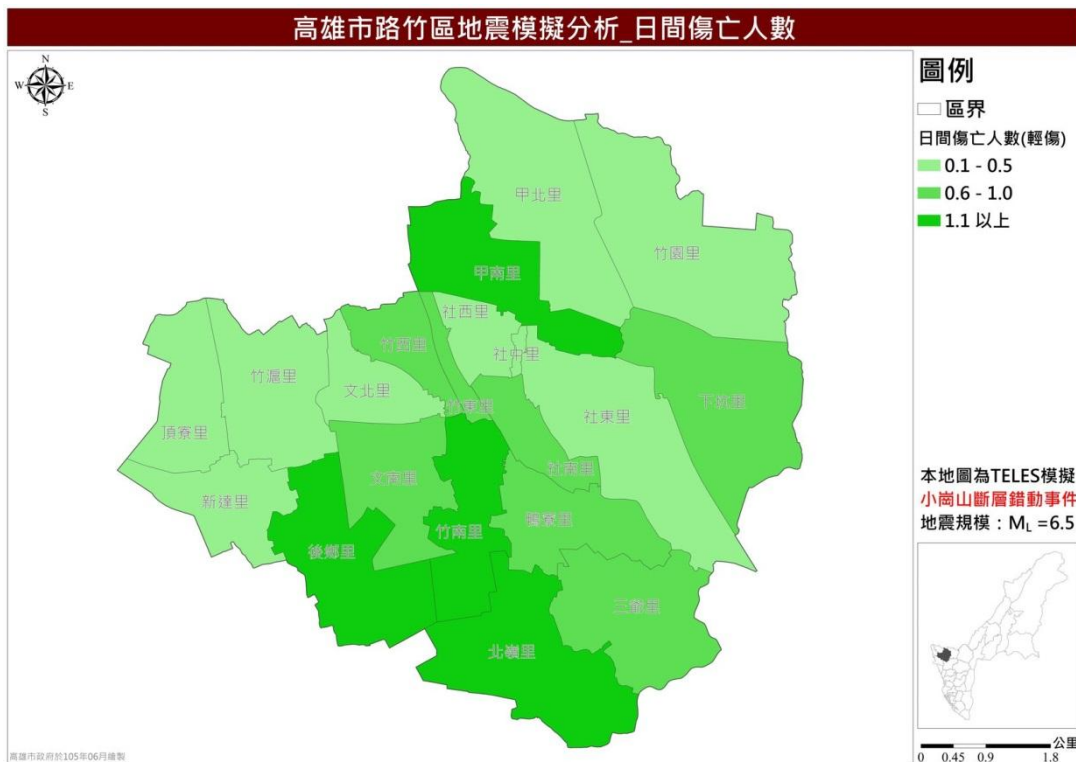 高雄市路竹區地震模擬分析_日間傷亡人數
N
W
E
S
圖例
區界
日間傷亡人數(輕傷)
0.1 - 0.5
0.6 - 1.0
1.1 以上
甲北里
竹園里
甲南里
社西里
竹西里
社中里
竹滬里
文北里
竹東里
社東里
下坑里
頂寮里
社南里
文南里
新達里
鴨寮里
竹南里
後鄉里
三爺里
北嶺里
本地圖為TELES模擬
小崗山斷層錯動事件
地震規模：ML =6.5
公里
0 0.45 0.9 1.8
高雄市政府於105年06月繪製